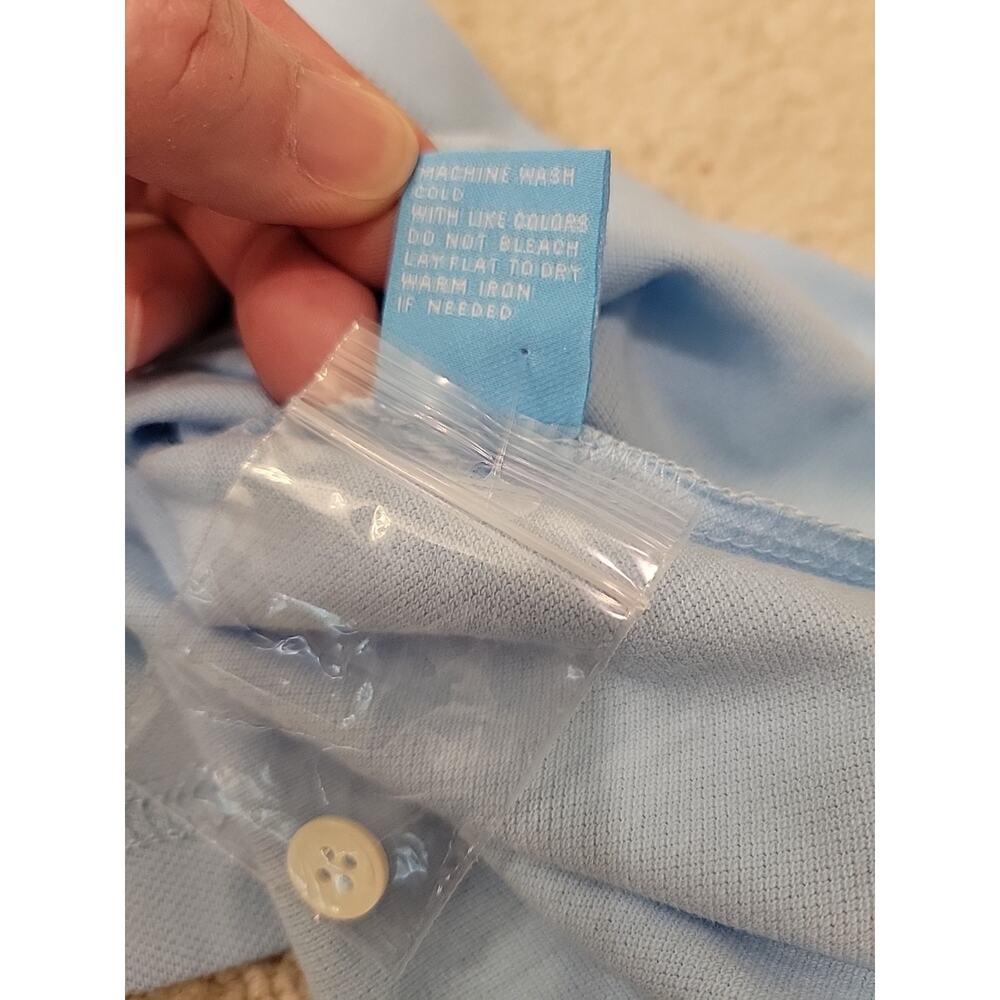 MACHINE WASH
COLD
WITH LIKE COLORS
DO NOT BLEACH
LAY FLAT TO DRY
WARM IRON
IF NEEDED